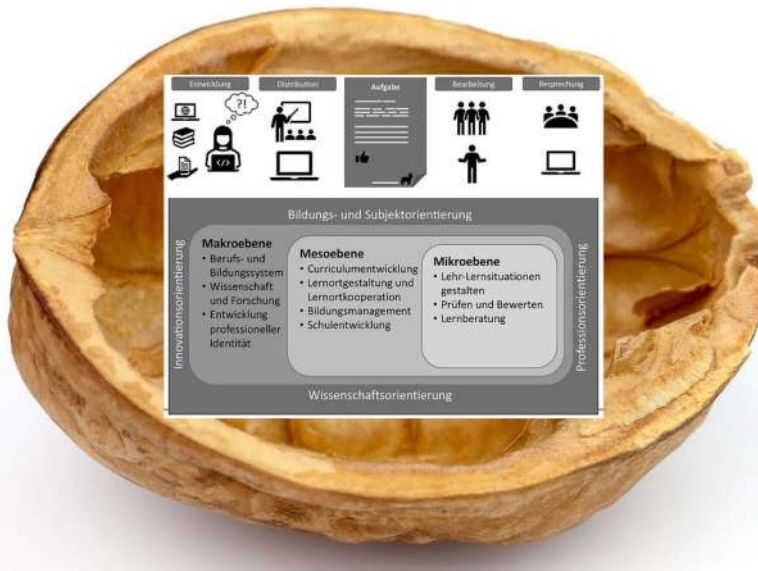 Entwicklung
Distribution
Aufgabe
Bearbeitung
Besprechung
?!
</>
Bildungs- und Subjektorientierung
Innovationsorientierung
Makroebene
• Berufs- und
Bildungssystem
• Wissenschaft
und Forschung
• Entwicklung
professioneller
Identität
Mesoebene
• Curriculumentwicklung
• Lernortgestaltung und
Lernortkooperation
• Bildungsmanagement
• Schulentwicklung
Mikroebene
• Lehr-Lernsituationen
gestalten
• Prüfen und Bewerten
• Lernberatung
Professionsorientierung
Wissenschaftsorientierung